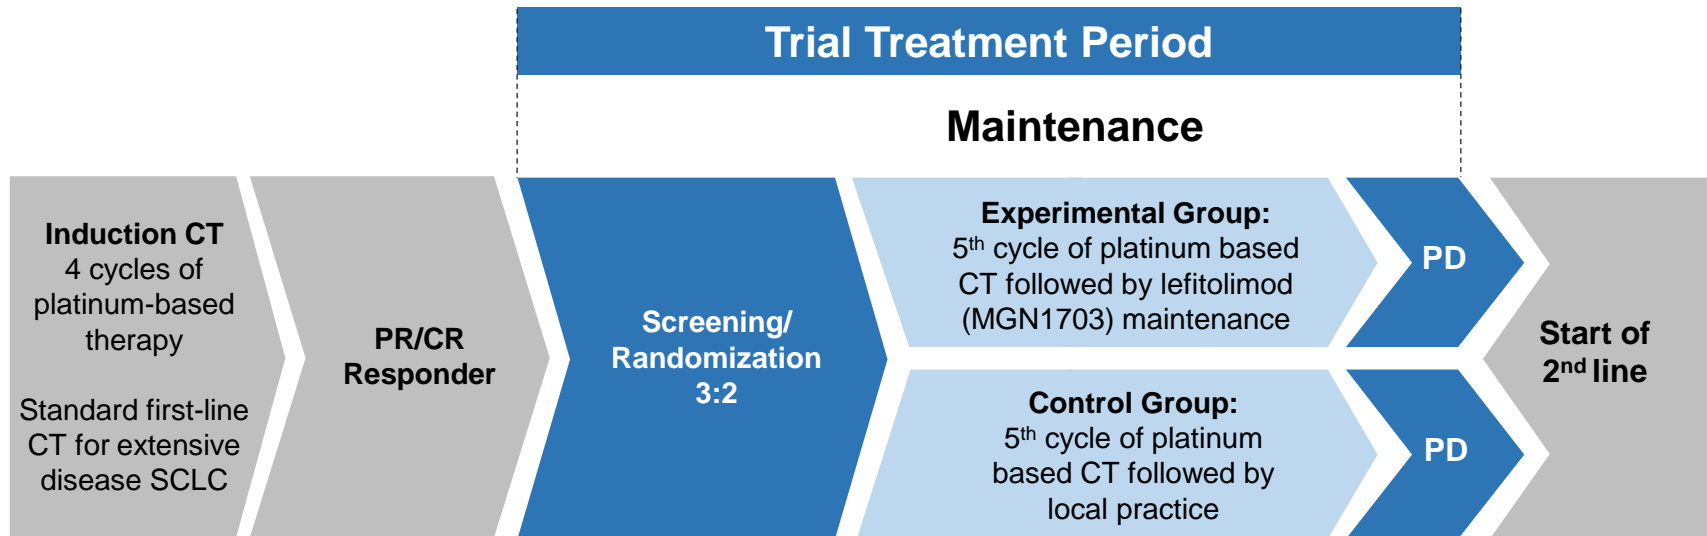 Trial Treatment Period
Maintenance
Induction CT
4 cycles of
platinum-based
therapy
Standard first-line
CT for extensive
disease SCLC
PR/CR
Responder
Screening/
Randomization
3:2
Experimental Group:
5th cycle of platinum based
CT followed by lefitolimod
(MGN1703) maintenance
PD
Control Group:
5th cycle of platinum
based CT followed by
local practice
PD
Start of
2nd line